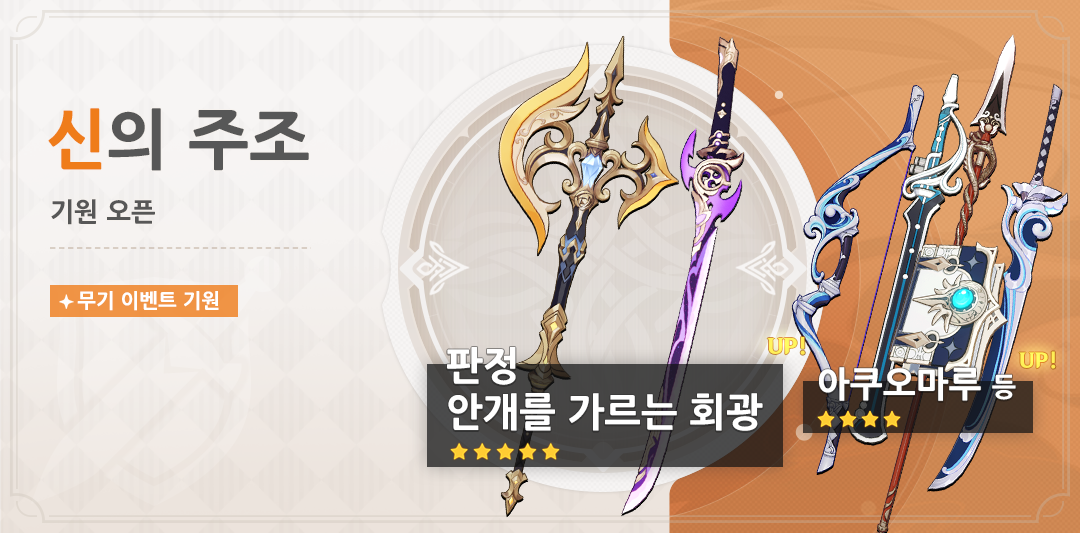 신의 주조
기원 오픈
무기 이벤트 기원
판정
안개를 가르는 회광
UP!
아쿠오마루 등
UP!